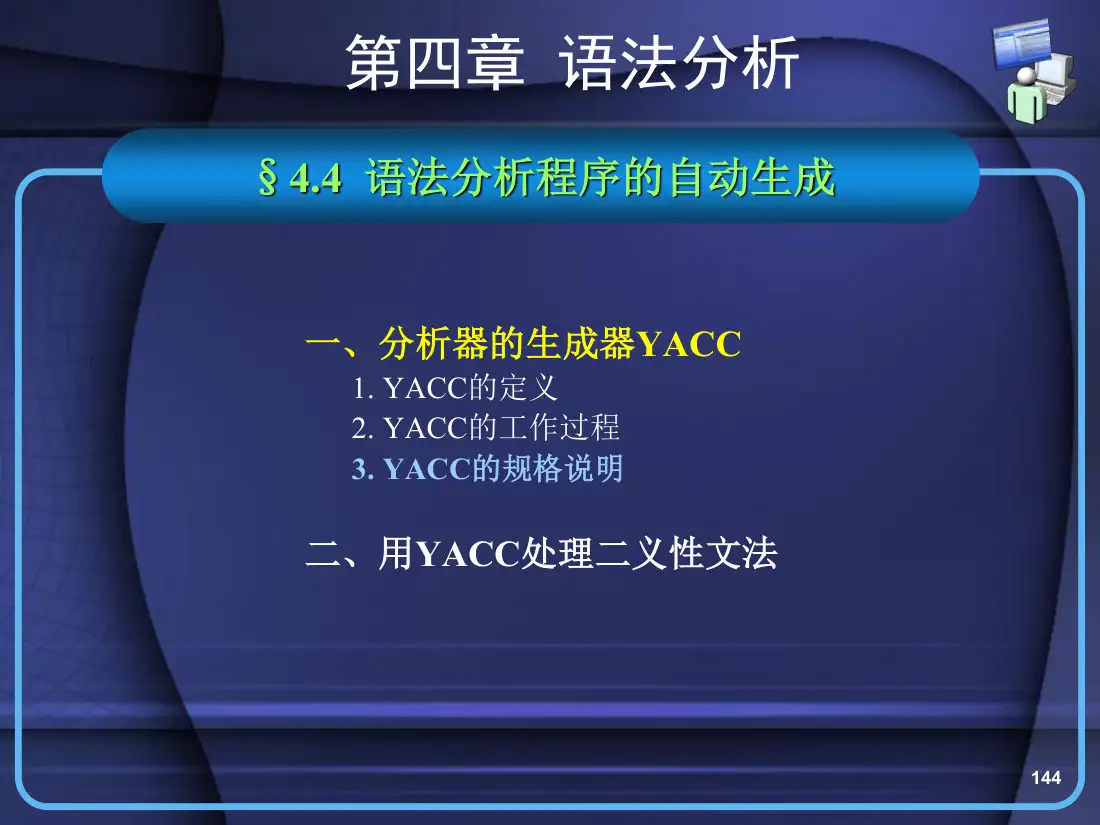 第四章 语法分析
§4.4 语法分析程序的自动生成
一、分析器的生成器YACC
1. YACC的定义
2. YACC的工作过程
3. YACC的规格说明
二、用YACC处理二义性文法
144